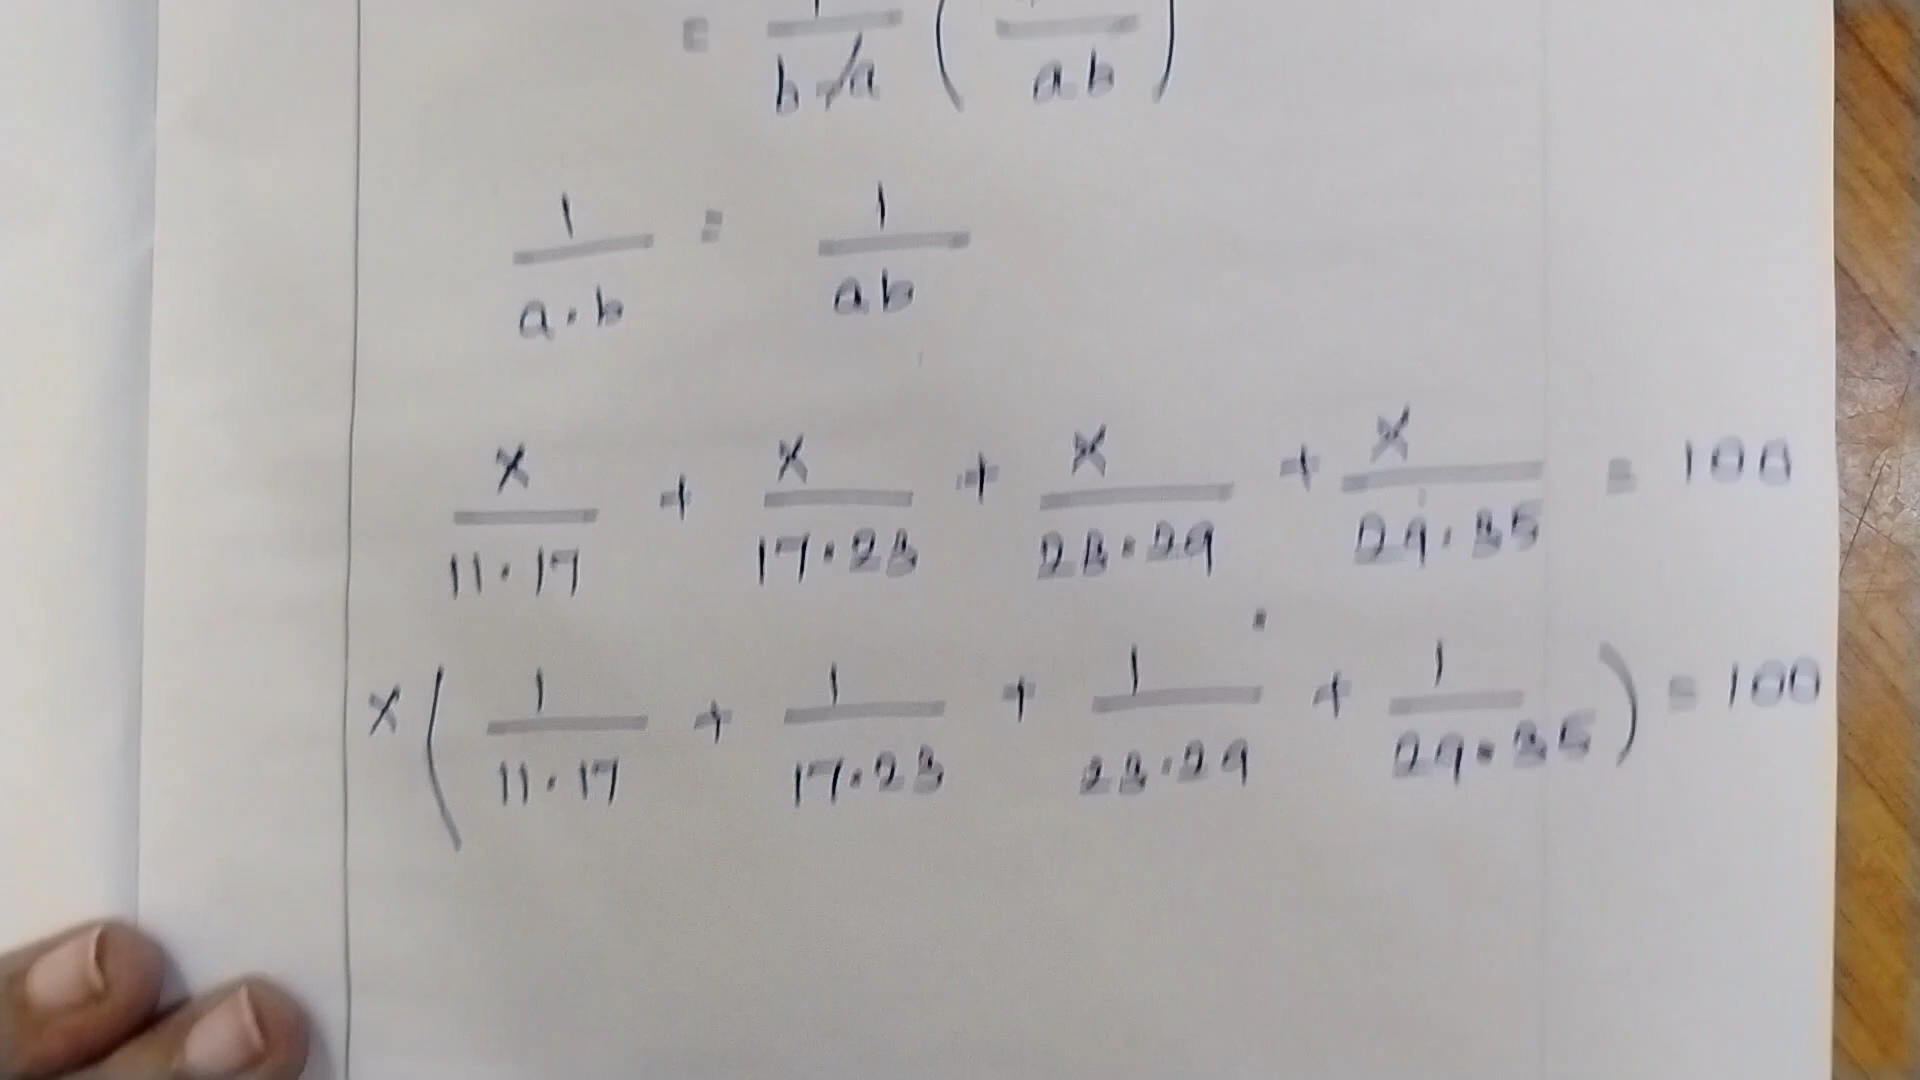 = 1/b-a ( /ab )
1/a·b = 1/ab
x/11·17 + x/17·23 + x/23·29 + x/29·35 = 100
x ( 1/11·17 + 1/17·23 + 1/23·29 + 1/29·35 ) = 100